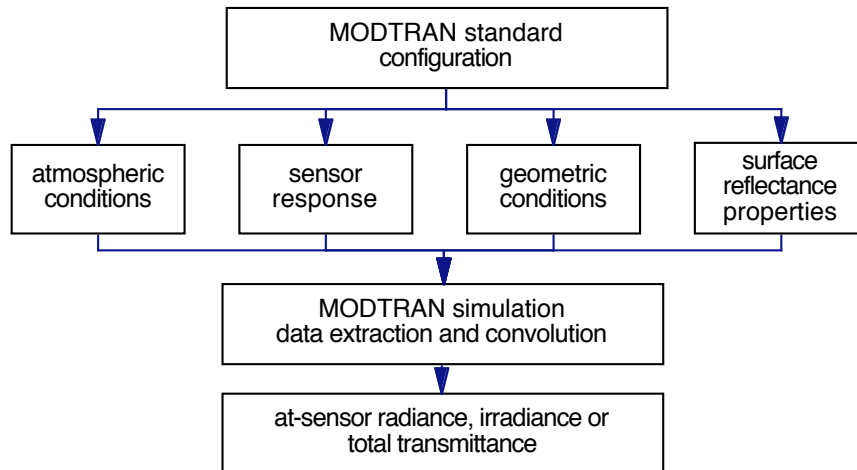 MODTRAN standard
configuration
atmospheric
conditions
sensor
response
geometric
conditions
surface
reflectance
properties
MODTRAN simulation
data extraction and convolution
at-sensor radiance, irradiance or
total transmittance